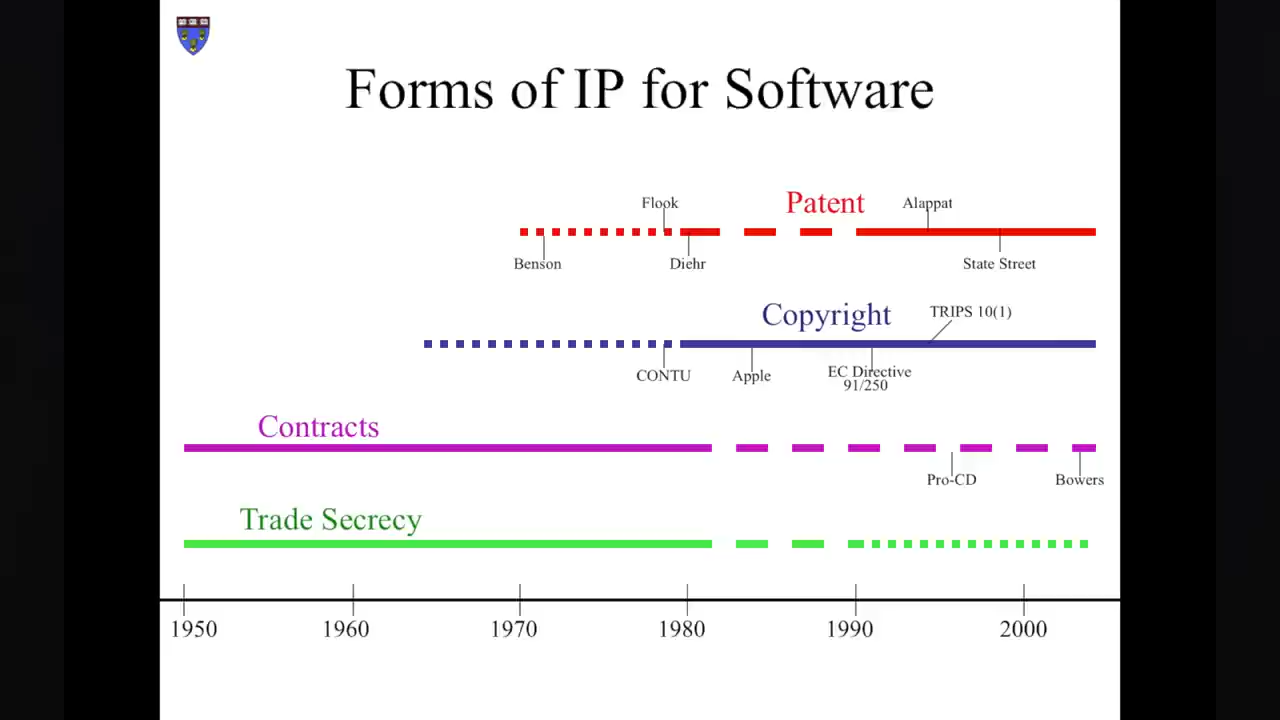 Forms of IP for Software
Flook
Patent
Alappat
Benson
Diehr
State Street
Copyright
TRIPS 10(1)
CONTU
Apple
EC Directive
91/250
Contracts
Pro-CD
Bowers
Trade Secrecy
1950
1960
1970
1980
1990
2000